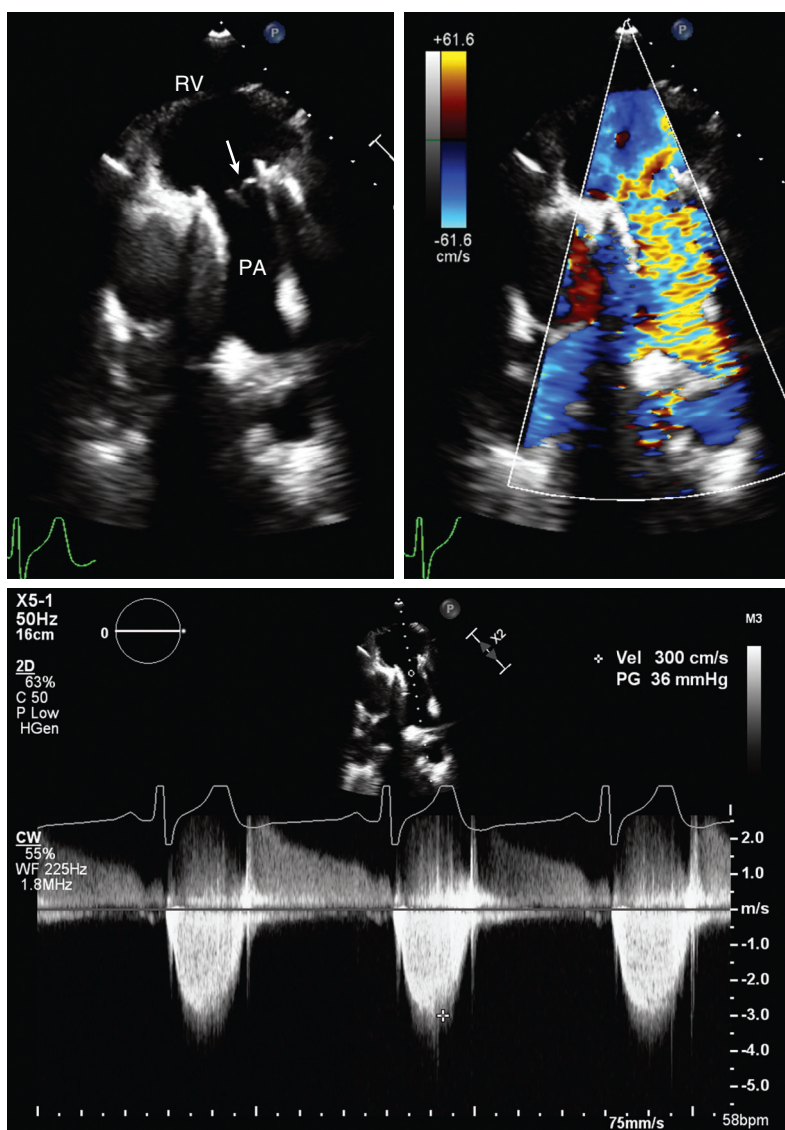 P
RV
PA
P
+61.6
-61.6
cm/s
X5-1
50Hz
16cm
0
2D
63%
C 50
P Low
HGen
P
X2
M3
Vel 300 cm/s
PG 36 mmHg
CW
55%
WF 225Hz
1.8MHz
2.0
1.0
m/s
-1.0
-2.0
-3.0
-4.0
-5.0
75mm/s
58bpm